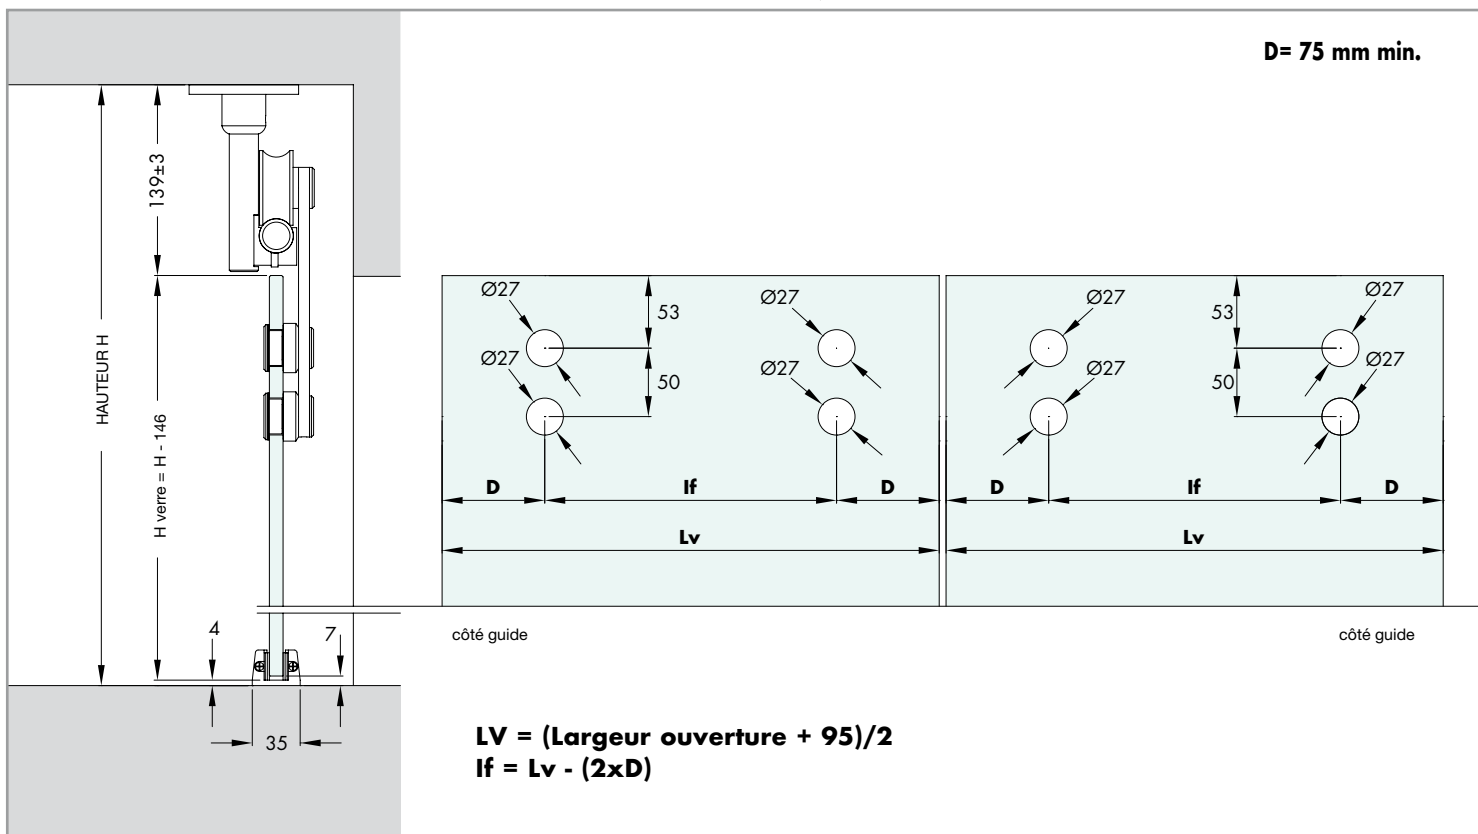 D= 75 mm min.
139±3
HAUTEUR H
H verre = H - 146
4
7
35
Ø27
Ø27
53
Ø27
Ø27
50
D
If
D
Lv
Ø27
Ø27
53
Ø27
Ø27
50
D
If
D
Lv
côté guide
côté guide
LV = (Largeur ouverture + 95)/2
If = Lv - (2xD)